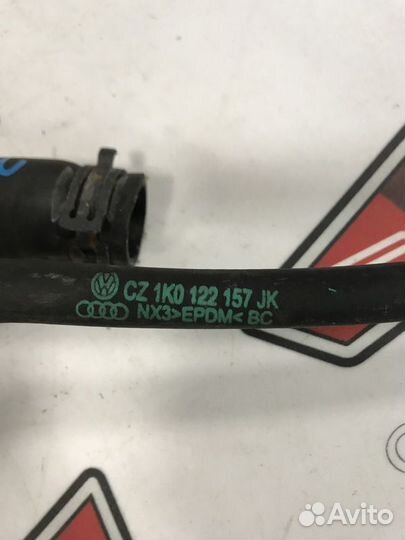 CZ 1K0 122 157 JK
NX3>EPDM< BC
Avito